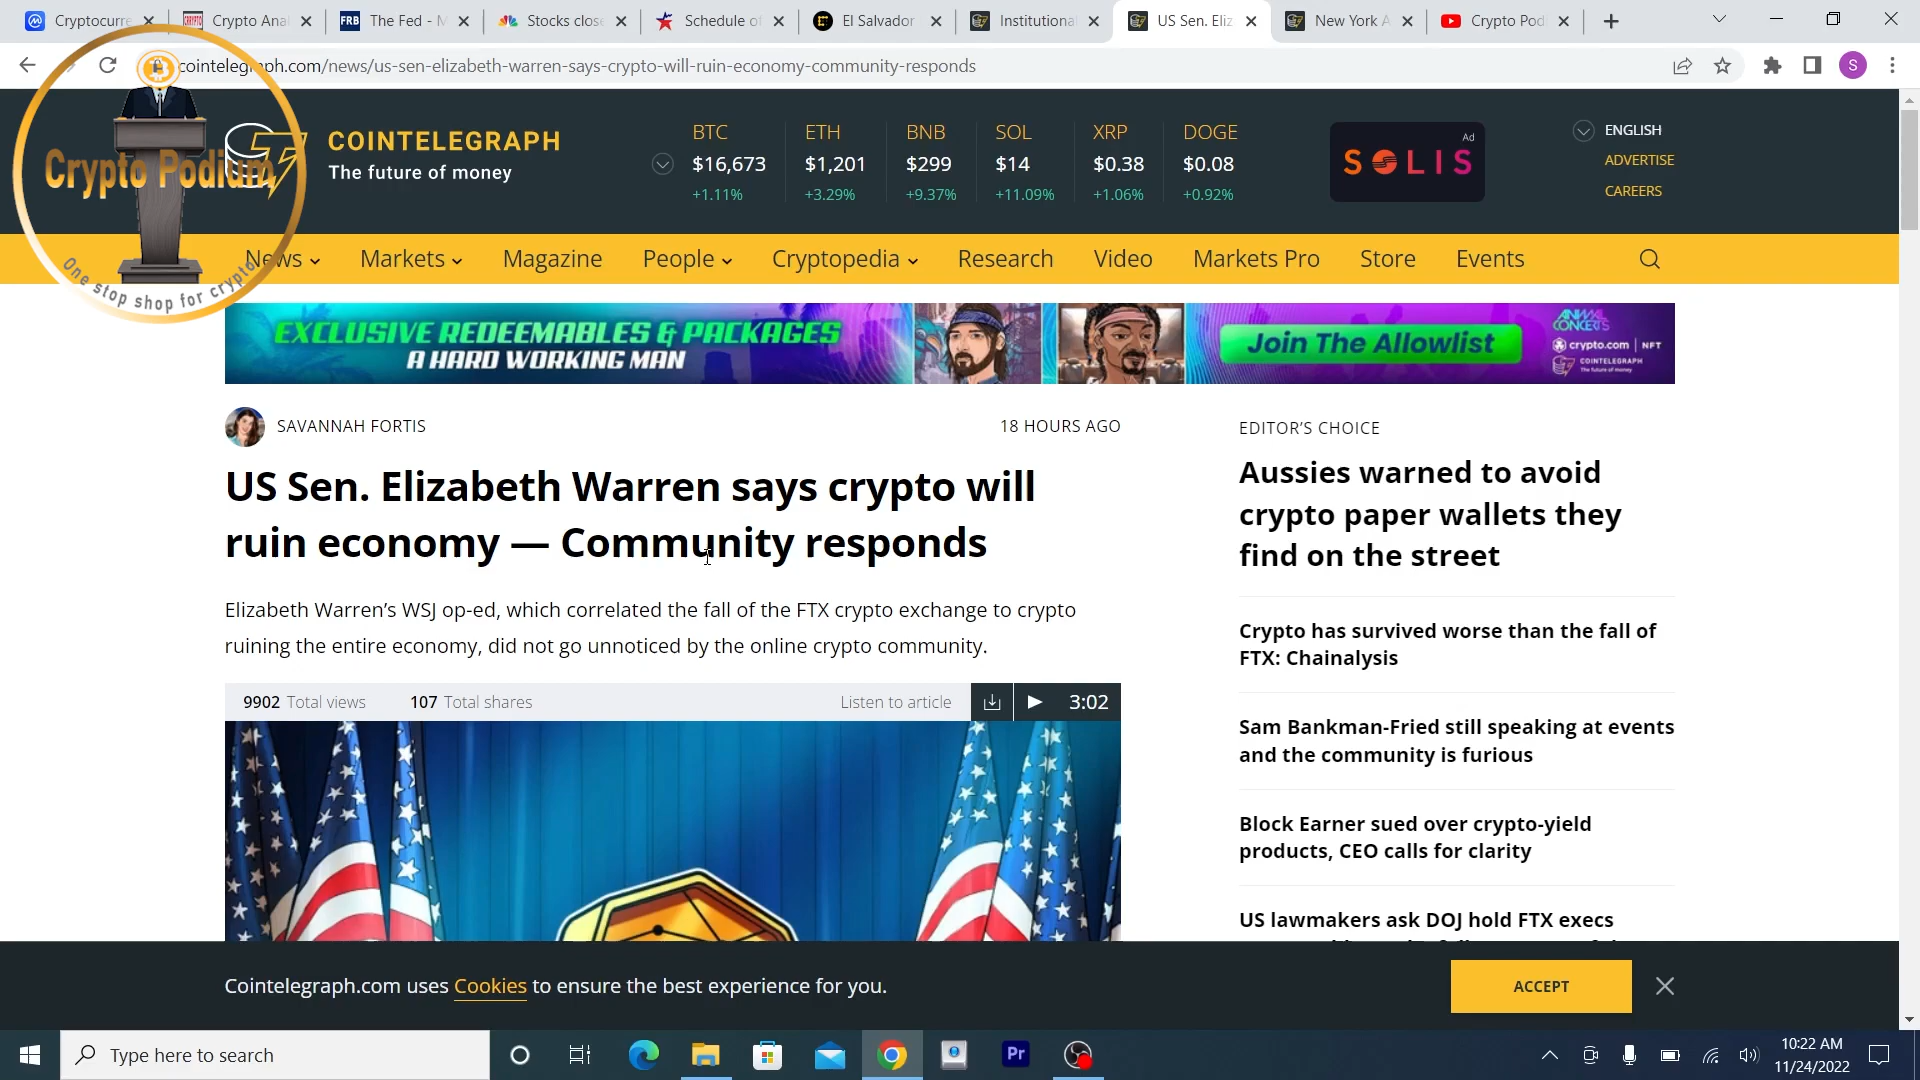 Cryptocurre
Crypto Anal
FRB
The Fed - M
Stocks close
Schedule of
El Salvador
Institutiona
US Sen. Eliz
New York A
Crypto Pod
cointelegraph.com/news/us-sen-elizabeth-warren-says-crypto-will-ruin-economy-community-responds
S
Crypto Podium
One stop shop for crypto
COINTELEGRAPH
The future of money
BTC
$16,673
+1.11%
ETH
$1,201
+3.29%
BNB
$299
+9.37%
SOL
$14
+11.09%
XRP
$0.38
+1.06%
DOGE
$0.08
+0.92%
Ad
SOLIS
ENGLISH
ADVERTISE
CAREERS
News
Markets
Magazine
People
Cryptopedia
Research
Video
Markets Pro
Store
Events
EXCLUSIVE REDEEMABLES & PACKAGES
A HARD WORKING MAN
Join The Allowlist
ANIMAL CONCERTS
crypto.com | NFT
COINTELEGRAPH
The future of money
SAVANNAH FORTIS
18 HOURS AGO
US Sen. Elizabeth Warren says crypto will
ruin economy — Community responds
Elizabeth Warren’s WSJ op-ed, which correlated the fall of the FTX crypto exchange to crypto
ruining the entire economy, did not go unnoticed by the online crypto community.
9902 Total views
107 Total shares
Listen to article
3:02
EDITOR’S CHOICE
Aussies warned to avoid
crypto paper wallets they
find on the street
Crypto has survived worse than the fall of
FTX: Chainalysis
Sam Bankman-Fried still speaking at events
and the community is furious
Block Earner sued over crypto-yield
products, CEO calls for clarity
US lawmakers ask DOJ hold FTX execs
Cointelegraph.com uses Cookies to ensure the best experience for you.
ACCEPT
Type here to search
Pr
10:22 AM
11/24/2022